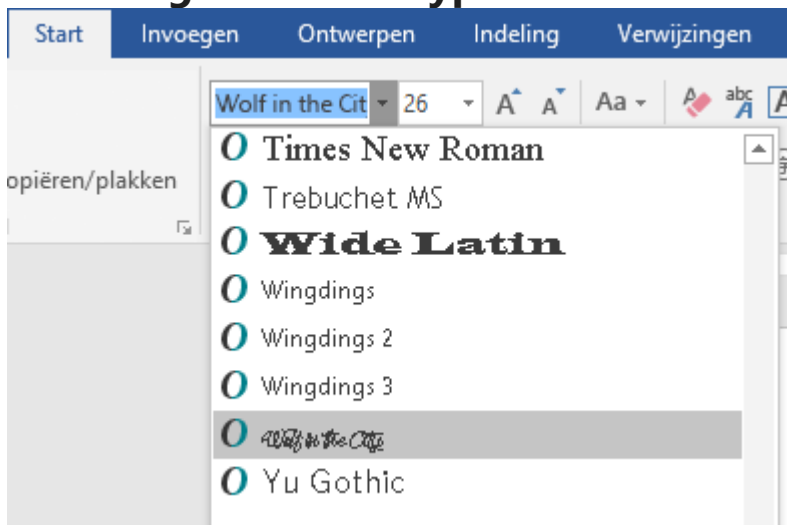 Start Invoegen Ontwerpen Indeling Verwijzingen
Wolf in the Cit 26 A A Aa abc A
Times New Roman
opiëren/plakken
Trebuchet MS
Wide Latin
Wingdings
Wingdings 2
Wingdings 3
Wolf in the City
Yu Gothic